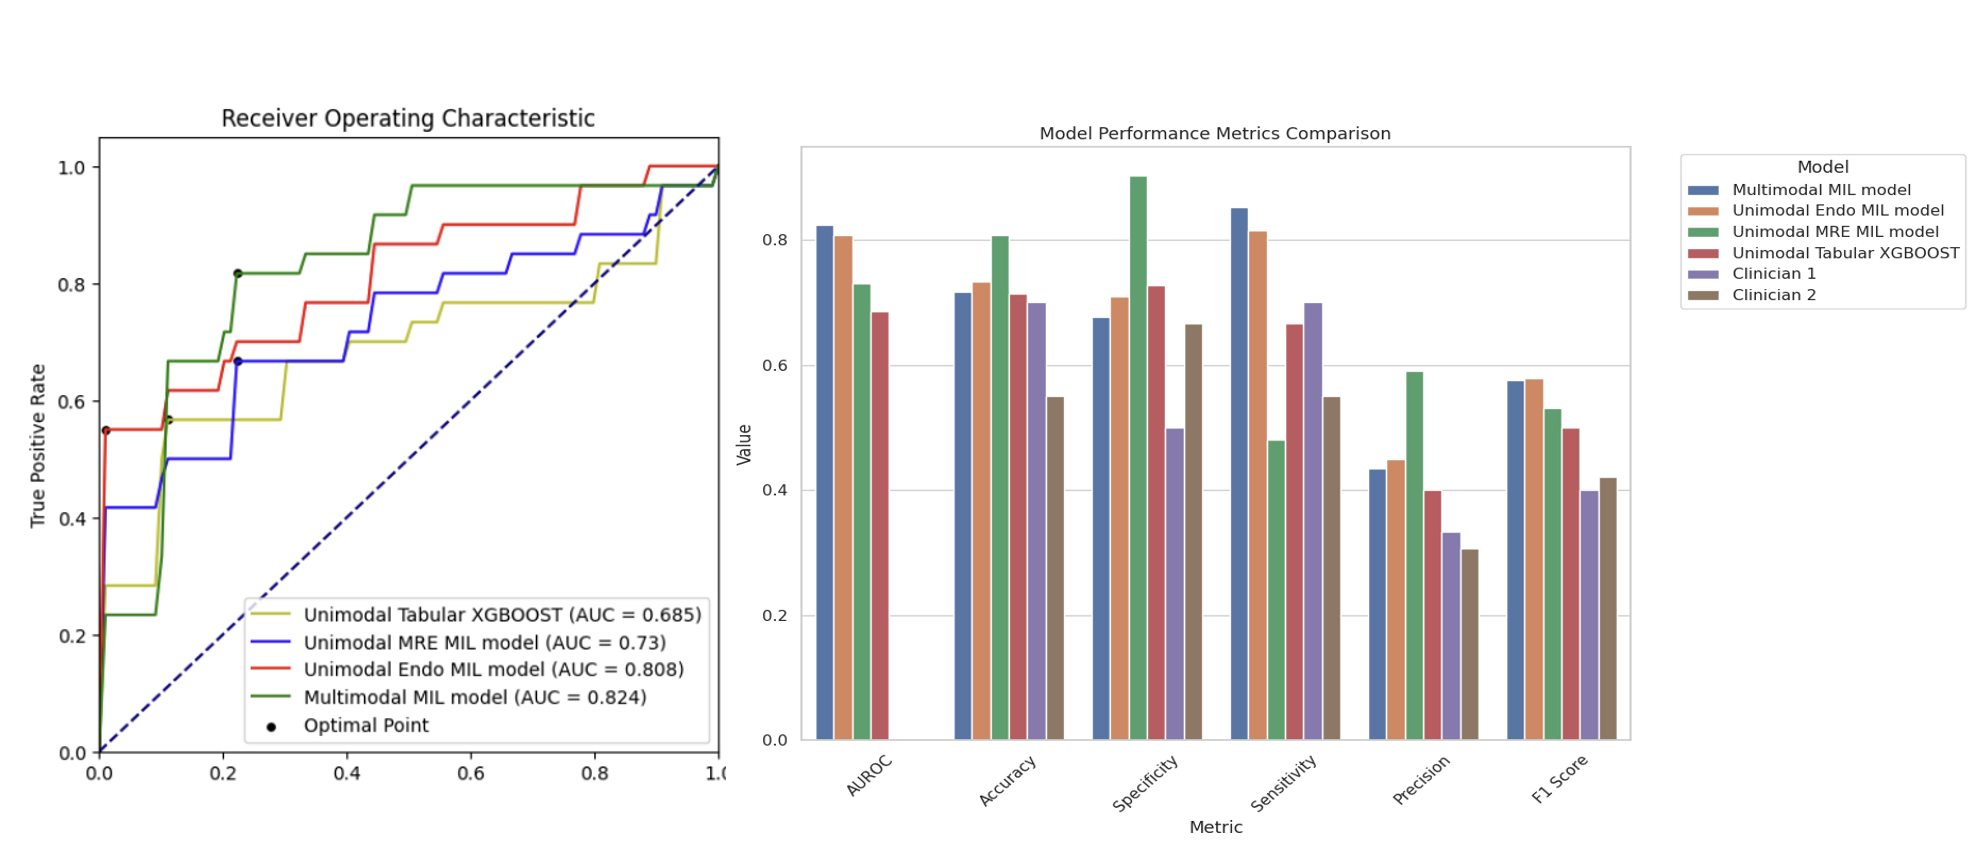 Receiver Operating Characteristic
True Positive Rate
1.0
0.8
0.6
0.4
0.2
0.0
0.0 0.2 0.4 0.6 0.8 1.0
Unimodal Tabular XGBOOST (AUC = 0.685)
Unimodal MRE MIL model (AUC = 0.73)
Unimodal Endo MIL model (AUC = 0.808)
Multimodal MIL model (AUC = 0.824)
Optimal Point
Model Performance Metrics Comparison
Value
0.8
0.6
0.4
0.2
0.0
AUROC
Accuracy
Specificity
Sensitivity
Precision
F1 Score
Metric
Model
Multimodal MIL model
Unimodal Endo MIL model
Unimodal MRE MIL model
Unimodal Tabular XGBOOST
Clinician 1
Clinician 2